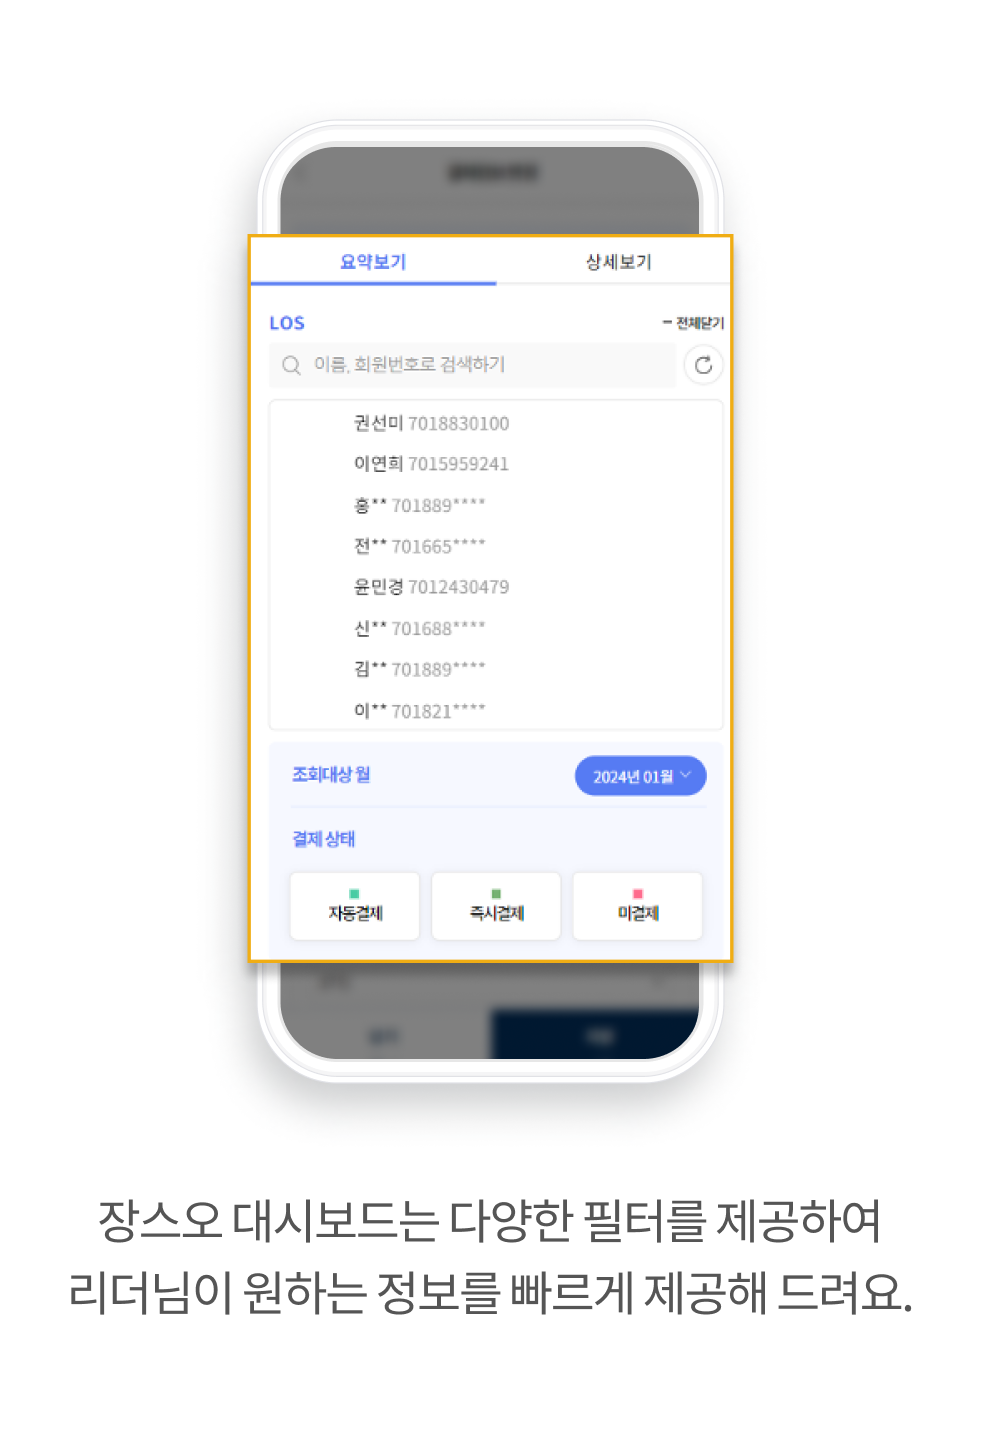 요약보기 상세보기
LOS − 전체닫기
이름, 회원번호로 검색하기
권선미 7018830100
이연희 7015959241
홍** 701889****
전** 701665****
윤민경 7012430479
신** 701688****
김** 701889****
이** 701821****
조회대상 월 2024년 01월
결제 상태
자동결제 즉시결제 미결제
장스오 대시보드는 다양한 필터를 제공하여
리더님이 원하는 정보를 빠르게 제공해 드려요.